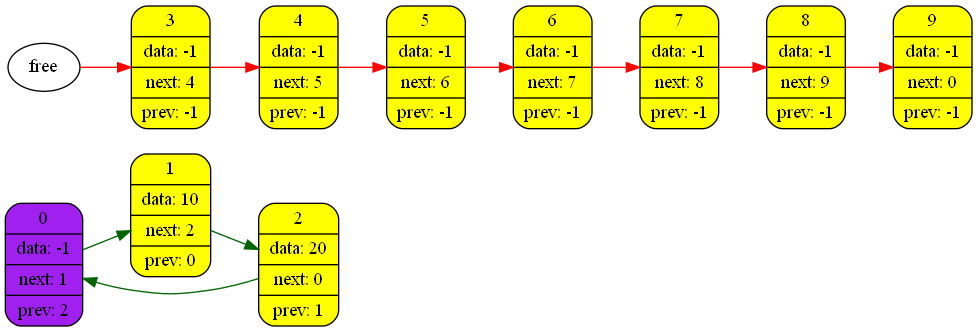 free
3
data: -1
next: 4
prev: -1
4
data: -1
next: 5
prev: -1
5
data: -1
next: 6
prev: -1
6
data: -1
next: 7
prev: -1
7
data: -1
next: 8
prev: -1
8
data: -1
next: 9
prev: -1
9
data: -1
next: 0
prev: -1
0
data: -1
next: 1
prev: 2
1
data: 10
next: 2
prev: 0
2
data: 20
next: 0
prev: 1